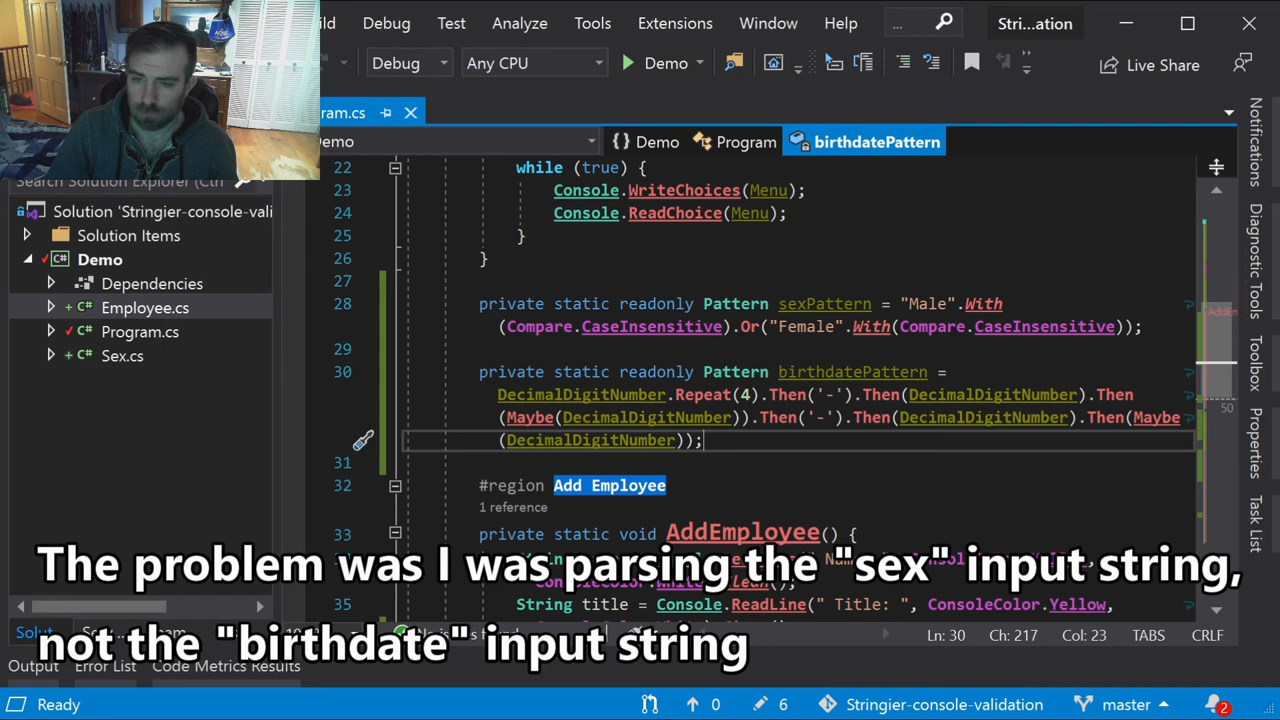 ild Debug Test Analyze Tools Extensions Window Help ... Stri...ation
Debug Any CPU Demo Live Share
ram.cs
Demo Demo Program birthdatePattern
Search Solution Explorer (Ctrl
Solution 'Stringier-console-vali
Solution Items
Demo
Dependencies
Employee.cs
Program.cs
Sex.cs
22 while (true) {
23 Console.WriteChoices(Menu);
24 Console.ReadChoice(Menu);
25 }
26 }
27
28 private static readonly Pattern sexPattern = "Male".With
(Compare.CaseInsensitive).Or("Female".With(Compare.CaseInsensitive));
29
30 private static readonly Pattern birthdatePattern =
DecimalDigitNumber.Repeat(4).Then('-').Then(DecimalDigitNumber).Then
(Maybe(DecimalDigitNumber)).Then('-').Then(DecimalDigitNumber).Then(Maybe
(DecimalDigitNumber));
31
32 #region Add Employee
1 reference
33 private static void AddEmployee() {
35 String title = Console.ReadLine(" Title: ", ConsoleColor.Yellow,
The problem was I was parsing the "sex" input string,
not the "birthdate" input string
50
Notifications
Diagnostic Tools
Toolbox
Properties
Task List
Ln: 30 Ch: 217 Col: 23 TABS CRLF
Output Error List Code Metrics Results
Ready 0 6 Stringier-console-validation master 2